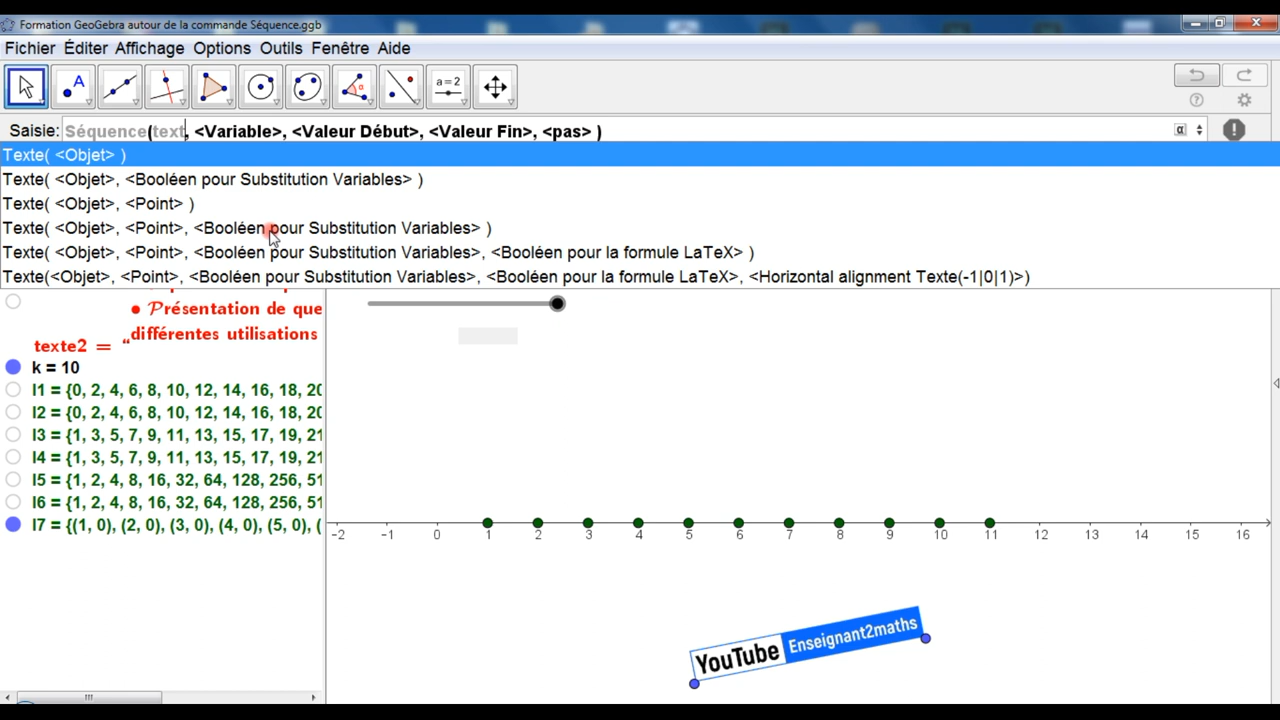 Formation GeoGebra autour de la commande Séquence.ggb
Fichier Éditer Affichage Options Outils Fenêtre Aide
A
α
a=2
Saisie: Séquence(text, <Variable>, <Valeur Début>, <Valeur Fin>, <pas> )
α
Texte( <Objet> )
Texte( <Objet>, <Booléen pour Substitution Variables> )
Texte( <Objet>, <Point> )
Texte( <Objet>, <Point>, <Booléen pour Substitution Variables> )
Texte( <Objet>, <Point>, <Booléen pour Substitution Variables>, <Booléen pour la formule LaTeX> )
Texte(<Objet>, <Point>, <Booléen pour Substitution Variables>, <Booléen pour la formule LaTeX>, <Horizontal alignment Texte(-1|0|1)>)
• Présentation de que
différentes utilisations
texte2 = “
k = 10
l1 = {0, 2, 4, 6, 8, 10, 12, 14, 16, 18, 20
l2 = {0, 2, 4, 6, 8, 10, 12, 14, 16, 18, 20
l3 = {1, 3, 5, 7, 9, 11, 13, 15, 17, 19, 21
l4 = {1, 3, 5, 7, 9, 11, 13, 15, 17, 19, 21
l5 = {1, 2, 4, 8, 16, 32, 64, 128, 256, 51
l6 = {1, 2, 4, 8, 16, 32, 64, 128, 256, 51
l7 = {(1, 0), (2, 0), (3, 0), (4, 0), (5, 0), (
-2 -1 0 1 2 3 4 5 6 7 8 9 10 11 12 13 14 15 16
YouTube Enseignant2maths